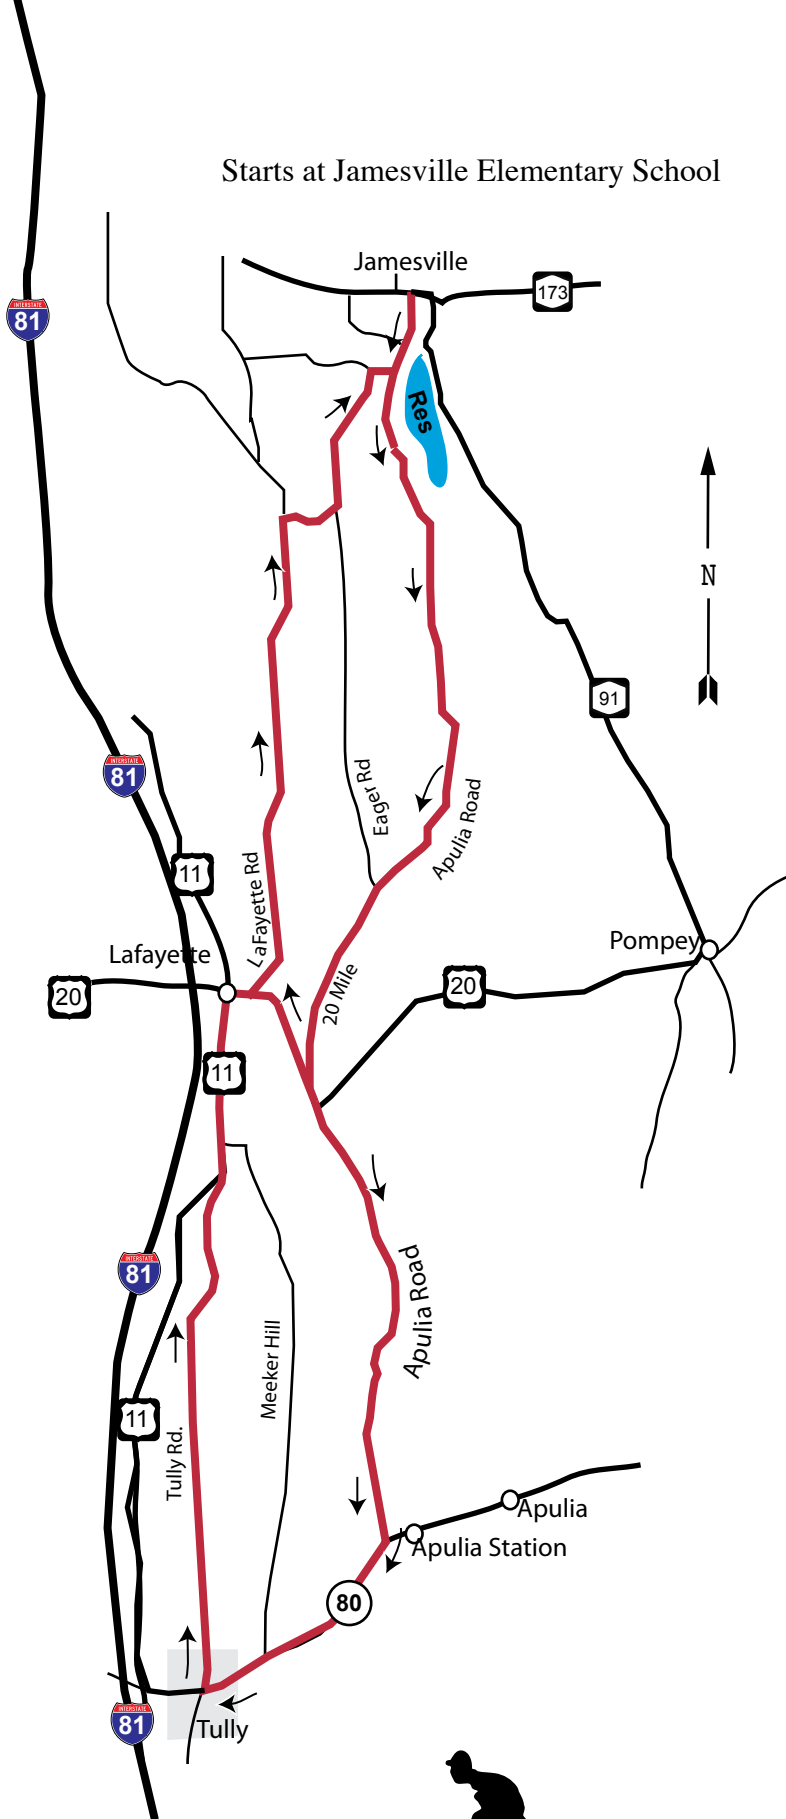 Starts at Jamesville Elementary School
Jamesville
173
INTERSTATE
81
Res
N
91
INTERSTATE
81
Eager Rd
Apulia Road
11
LaFayette Rd
Lafayette
Pompey
20
20
20 Mile
11
INTERSTATE
81
Apulia Road
Meeker Hill
11
Tully Rd.
Apulia
Apulia Station
80
INTERSTATE
81
Tully